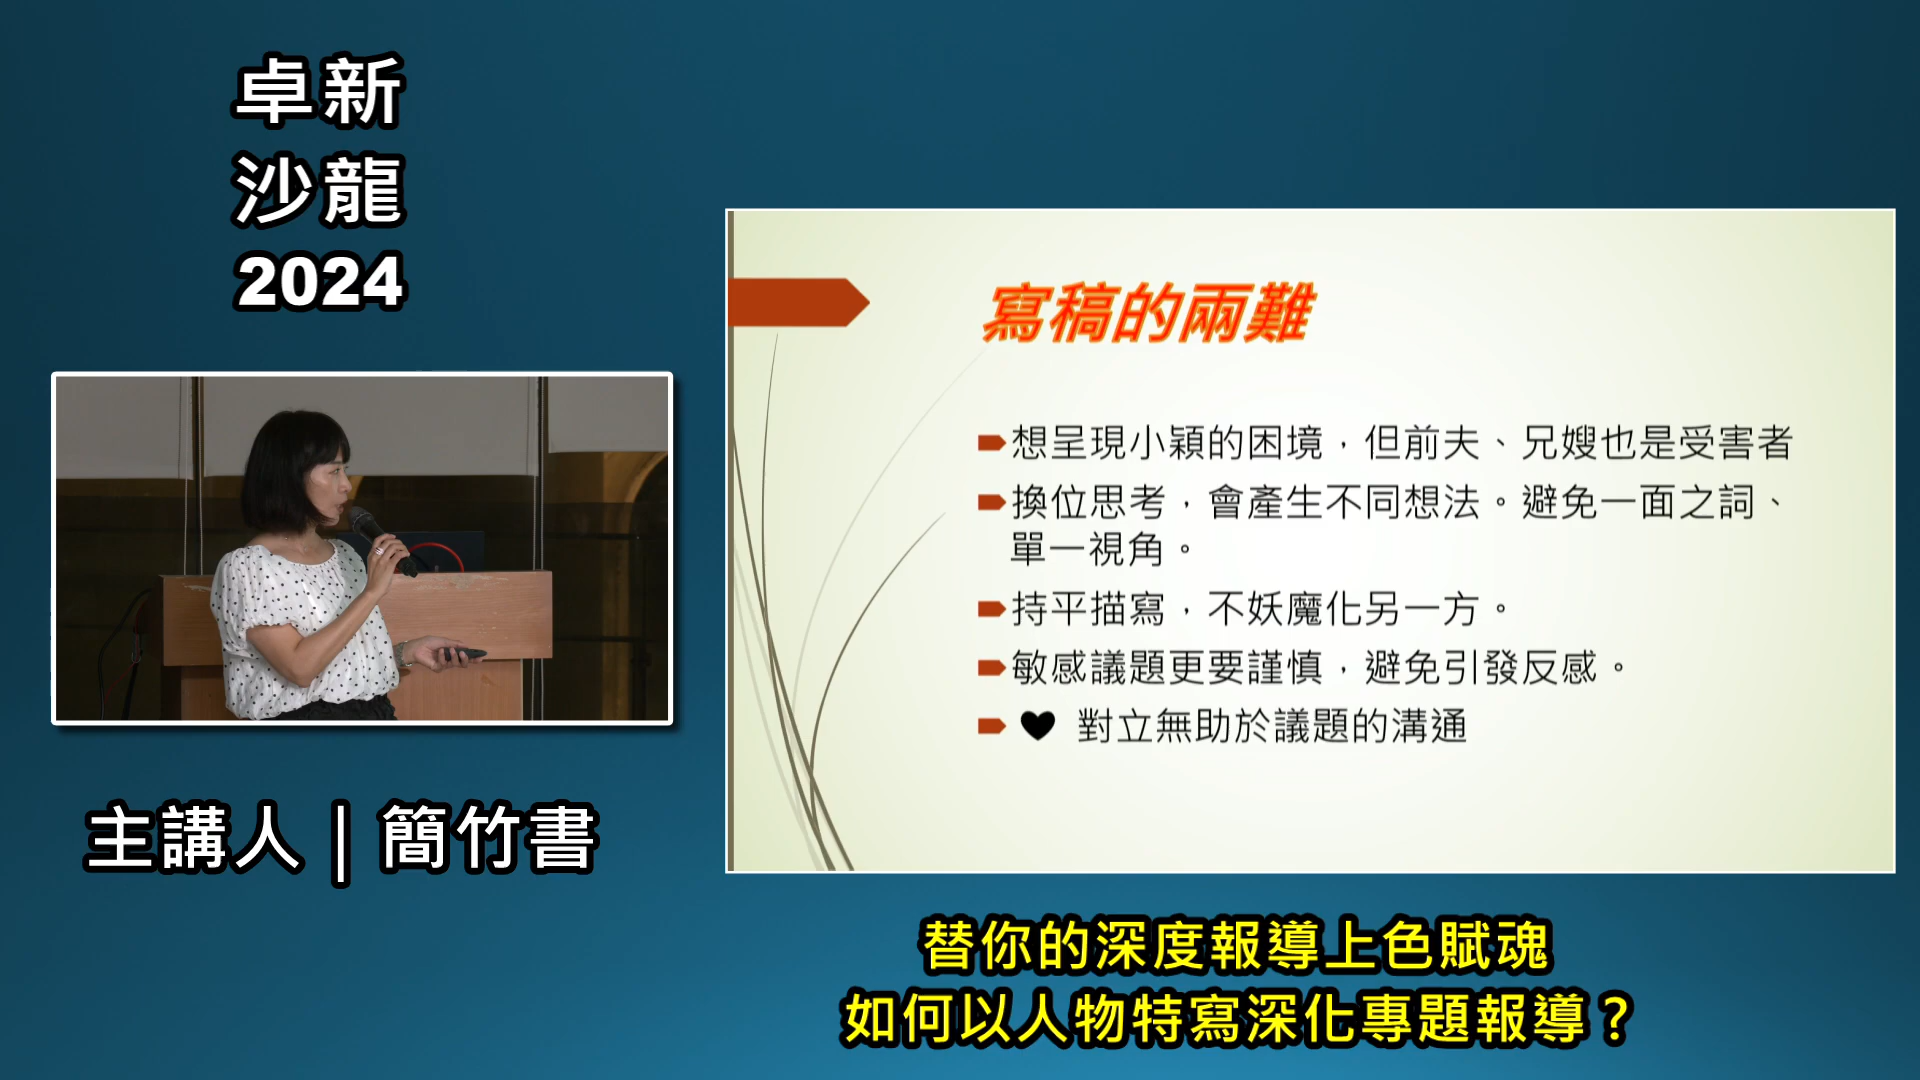 卓新
沙龍
2024
主講人｜簡竹書
寫稿的兩難
想呈現小穎的困境，但前夫、兄嫂也是受害者
換位思考，會產生不同想法。避免一面之詞、
單一視角。
持平描寫，不妖魔化另一方。
敏感議題更要謹慎，避免引發反感。
♥ 對立無助於議題的溝通
替你的深度報導上色賦魂
如何以人物特寫深化專題報導？